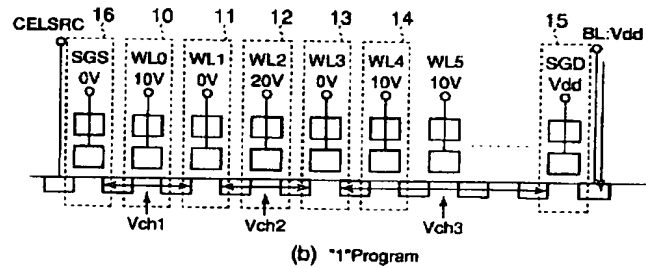 16 10 11 12 13 14 15
CELSRC BL:Vdd
SGS WL0 WL1 WL2 WL3 WL4 WL5 SGD
0V 10V 0V 20V 0V 10V 10V Vdd
Vch1 Vch2 Vch3
(b) "1"Program